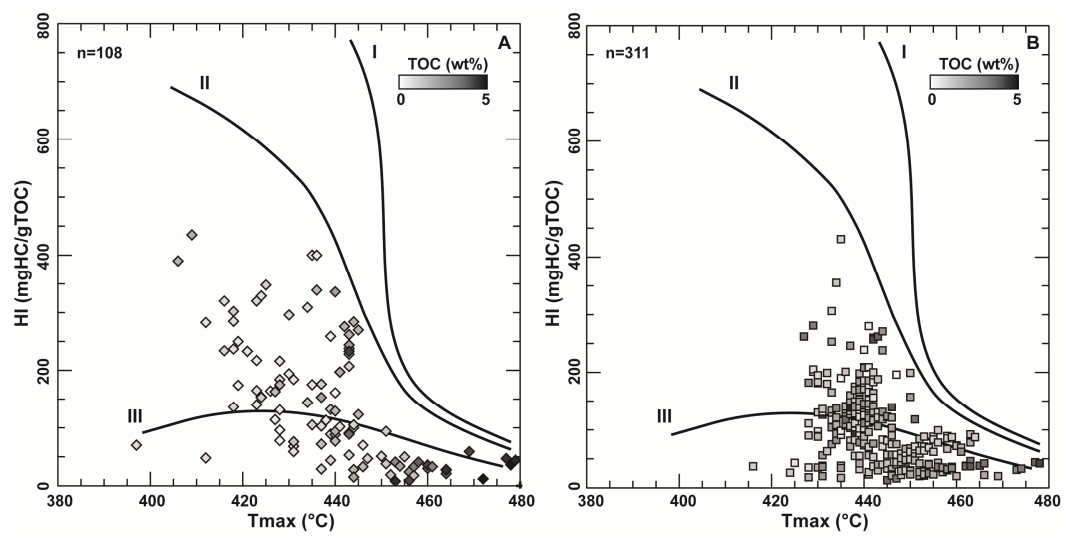 A
n=108
I
TOC (wt%)
0 5
II
III
HI (mgHC/gTOC)
800
600
400
200
0
380 400 420 440 460 480
Tmax (°C)
B
n=311
I
TOC (wt%)
0 5
II
III
HI (mgHC/gTOC)
800
600
400
200
0
380 400 420 440 460 480
Tmax (°C)